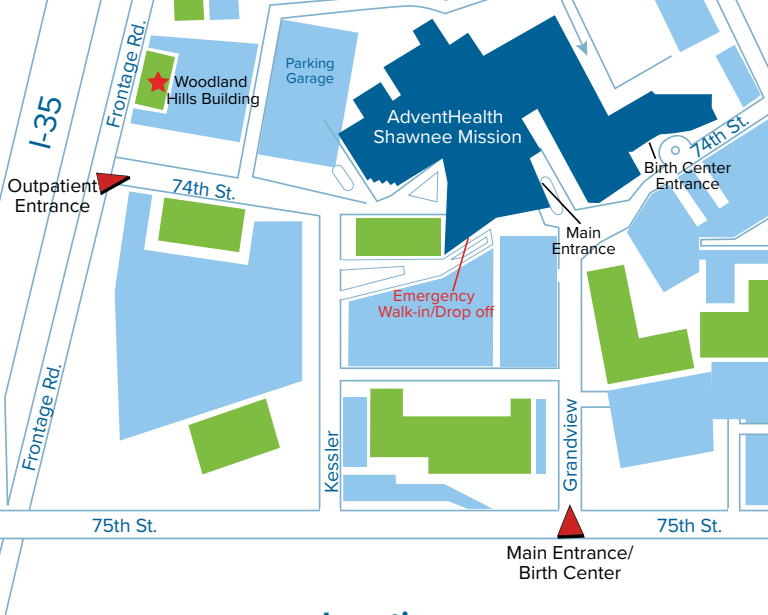 Frontage Rd.
I-35
Parking
Garage
Woodland
Hills Building
AdventHealth
Shawnee Mission
74th St.
Birth Center
Entrance
Outpatient
Entrance
74th St.
Main
Entrance
Emergency
Walk-in/Drop off
Frontage Rd.
Kessler
Grandview
75th St.
75th St.
Main Entrance/
Birth Center